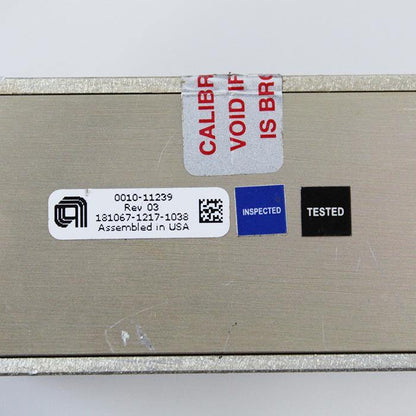 CALIBR
VOID IF
IS BRO
0010-11239
Rev 03
181067-1217-1038
Assembled in USA
INSPECTED
TESTED